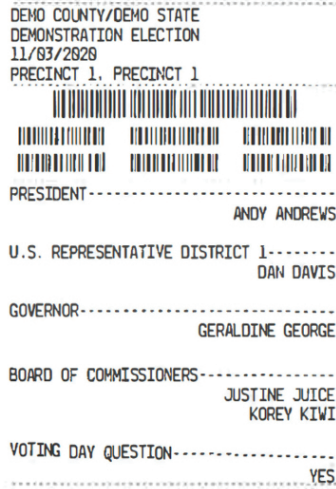 DEMO COUNTY/DEMO STATE
DEMONSTRATION ELECTION
11/03/2020
PRECINCT 1, PRECINCT 1
PRESIDENT--------------------
ANDY ANDREWS
U.S. REPRESENTATIVE DISTRICT 1--------
DAN DAVIS
GOVERNOR---------------------
GERALDINE GEORGE
BOARD OF COMMISSIONERS---------------
JUSTINE JUICE
KOREY KIWI
VOTING DAY QUESTION------------------
YES